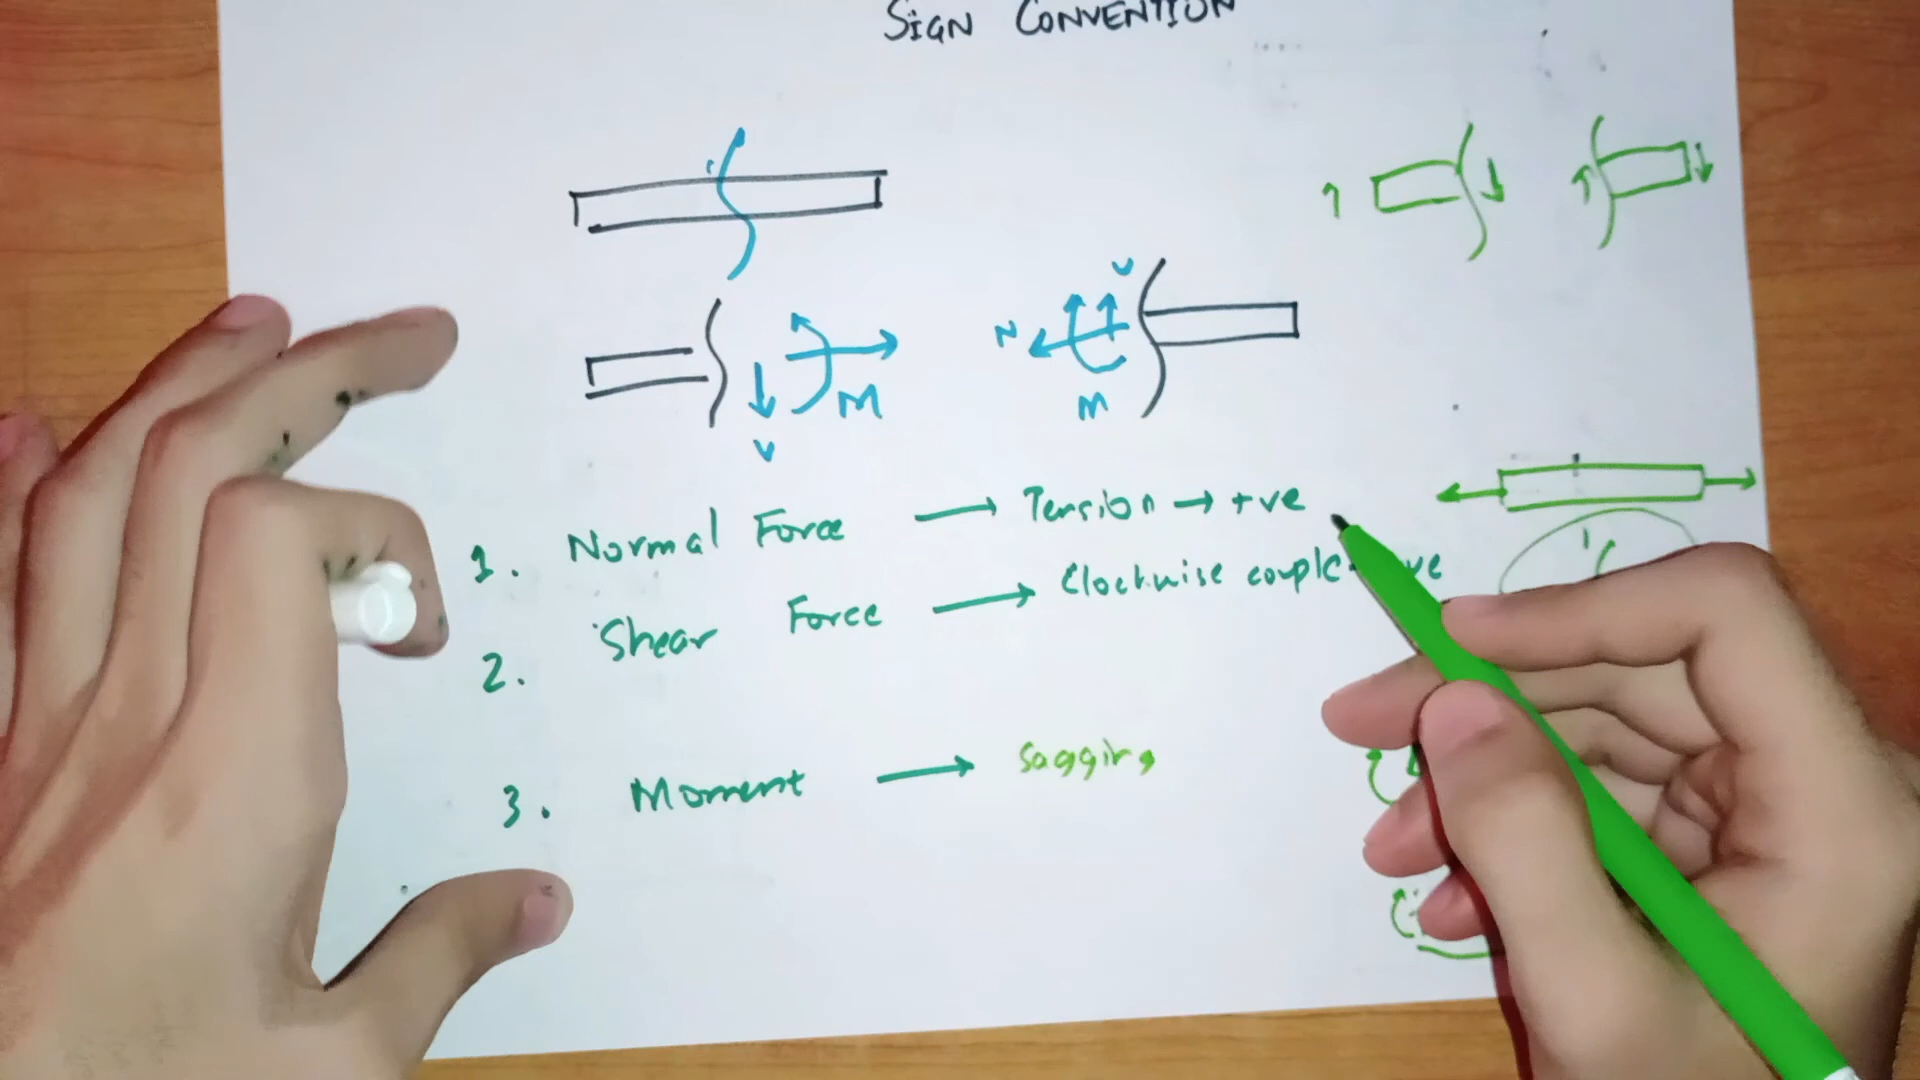 SIGN CONVENTION
V
N
M
V
M
1. Normal Force → Tension → +ve
2. Shear Force → Clockwise couple
3. Moment → Sagging